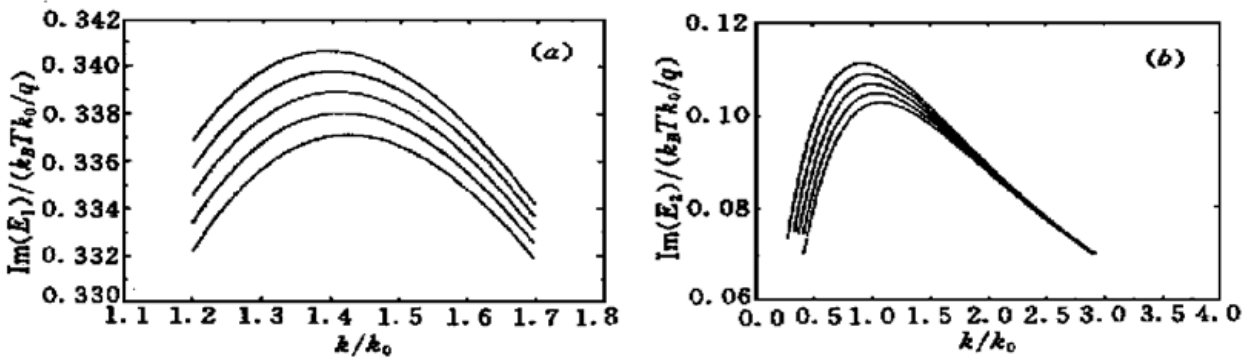 0.342
0.340
0.338
0.336
0.334
0.332
0.330
Im(E₁)/(k_BTk₀/q)
(a)
1.1 1.2 1.3 1.4 1.5 1.6 1.7 1.8
k/k₀
0.12
0.10
0.08
0.06
Im(E₂)/(k_BTk₀/q)
(b)
0.0 0.5 1.0 1.5 2.0 2.5 3.0 3.5 4.0
k/k₀